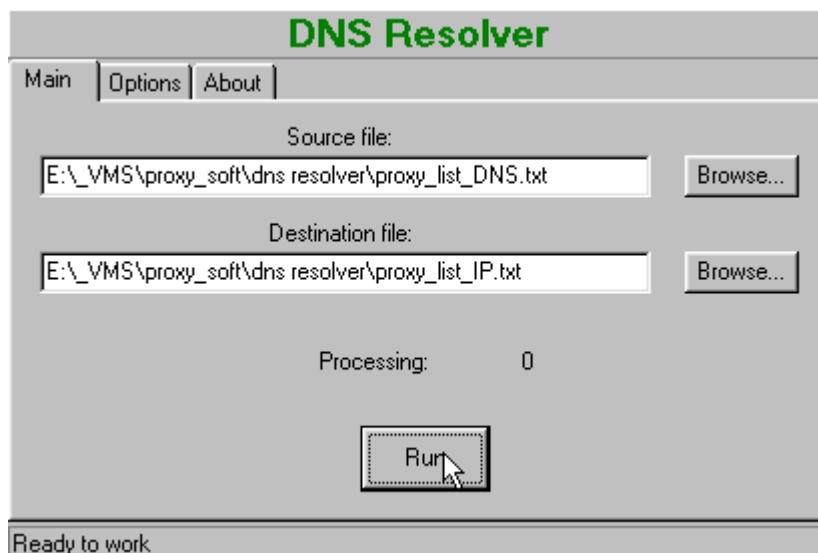 DNS Resolver
Main Options About
Source file:
E:\_VMS\proxy_soft\dns resolver\proxy_list_DNS.txt Browse...
Destination file:
E:\_VMS\proxy_soft\dns resolver\proxy_list_IP.txt Browse...
Processing: 0
Run
Ready to work